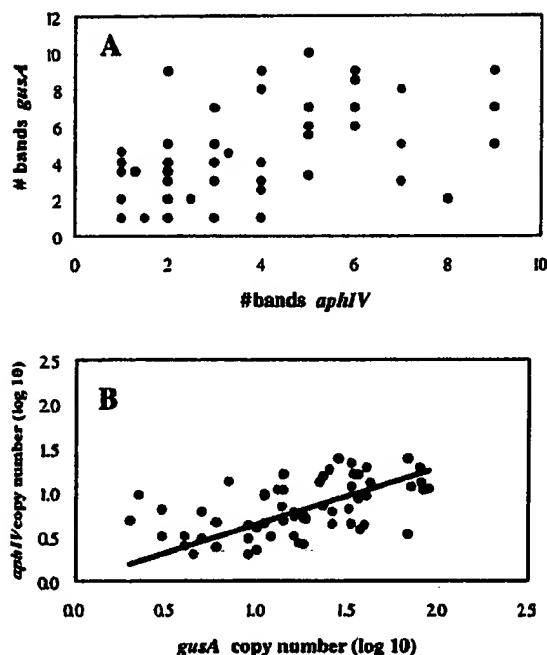 A
# bands gusA
12
10
8
6
4
2
0
0 2 4 6 8 10
#bands aphIV
B
aphIV copy number (log 10)
2.5
2.0
1.5
1.0
0.5
0.0
0.0 0.5 1.0 1.5 2.0 2.5
gusA copy number (log 10)